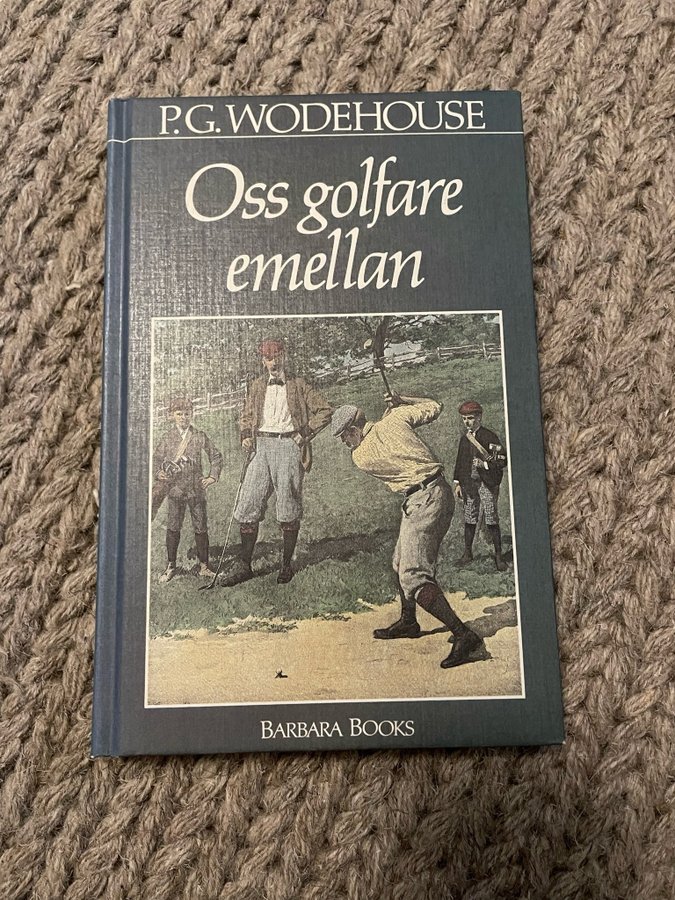 P.G. WODEHOUSE
Oss golfare
emellan
BARBARA BOOKS